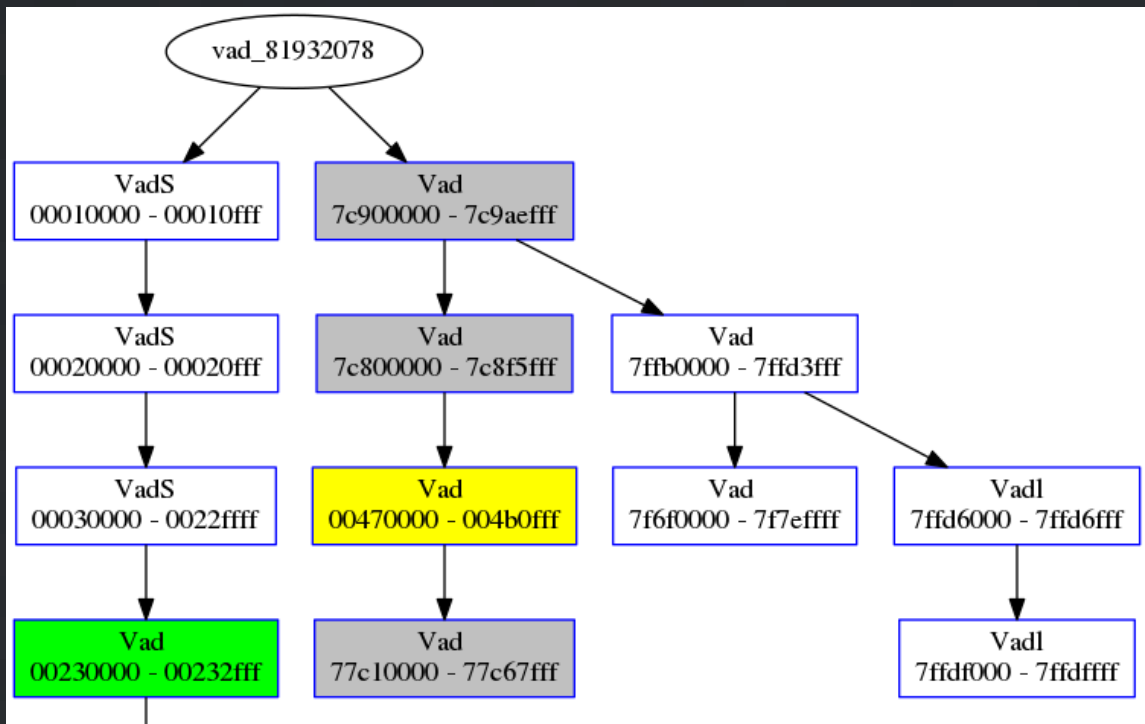 vad_81932078
VadS
00010000 - 00010fff
Vad
7c900000 - 7c9aefff
VadS
00020000 - 00020fff
Vad
7c800000 - 7c8f5fff
Vad
7ffb0000 - 7ffd3fff
VadS
00030000 - 0022ffff
Vad
00470000 - 004b0fff
Vad
7f6f0000 - 7f7effff
Vadl
7ffd6000 - 7ffd6fff
Vad
00230000 - 00232fff
Vad
77c10000 - 77c67fff
Vadl
7ffdf000 - 7ffdffff